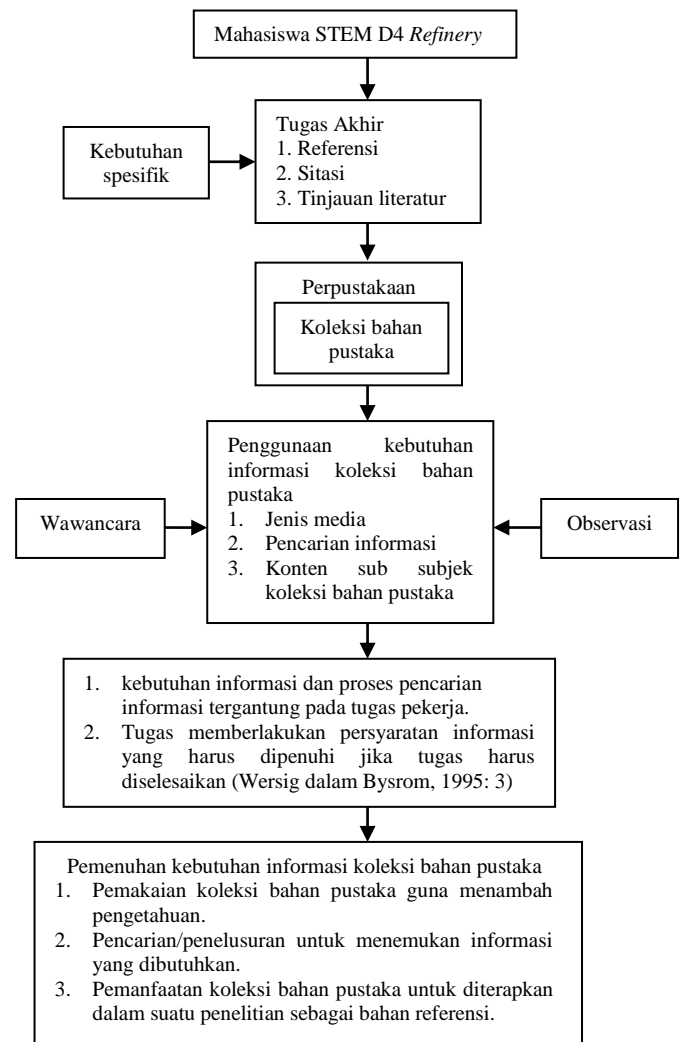 Mahasiswa STEM D4 Refinery
Tugas Akhir
1. Referensi
2. Sitasi
3. Tinjauan literatur
Kebutuhan
spesifik
Perpustakaan
Koleksi bahan
pustaka
Penggunaan kebutuhan
informasi koleksi bahan
pustaka
1. Jenis media
2. Pencarian informasi
3. Konten sub subjek
koleksi bahan pustaka
Wawancara
Observasi
1. kebutuhan informasi dan proses pencarian
informasi tergantung pada tugas pekerja.
2. Tugas memberlakukan persyaratan informasi
yang harus dipenuhi jika tugas harus
diselesaikan (Wersig dalam Bysrom, 1995: 3)
Pemenuhan kebutuhan informasi koleksi bahan pustaka
1. Pemakaian koleksi bahan pustaka guna menambah
pengetahuan.
2. Pencarian/penelusuran untuk menemukan informasi
yang dibutuhkan.
3. Pemanfaatan koleksi bahan pustaka untuk diterapkan
dalam suatu penelitian sebagai bahan referensi.